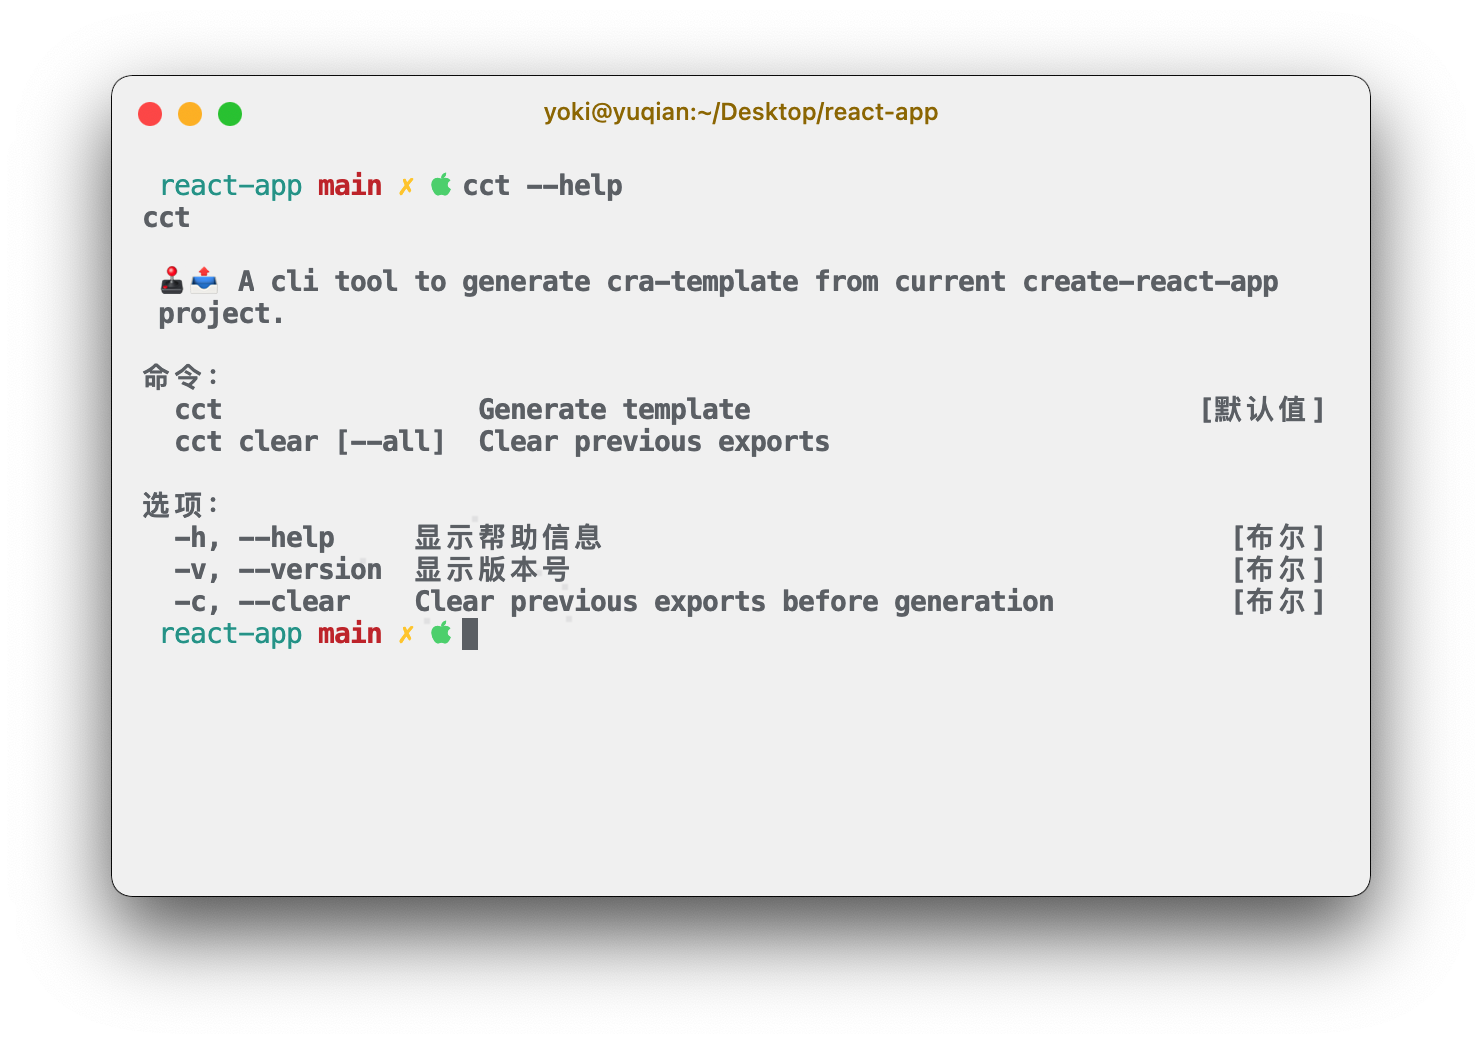 yoki@yuqian:~/Desktop/react-app
react-app main ✗  cct --help
cct
🕹️📤 A cli tool to generate cra-template from current create-react-app
project.
命令：
cct Generate template [默认值]
cct clear [--all] Clear previous exports
选项：
-h, --help 显示帮助信息 [布尔]
-v, --version 显示版本号 [布尔]
-c, --clear Clear previous exports before generation [布尔]
react-app main ✗